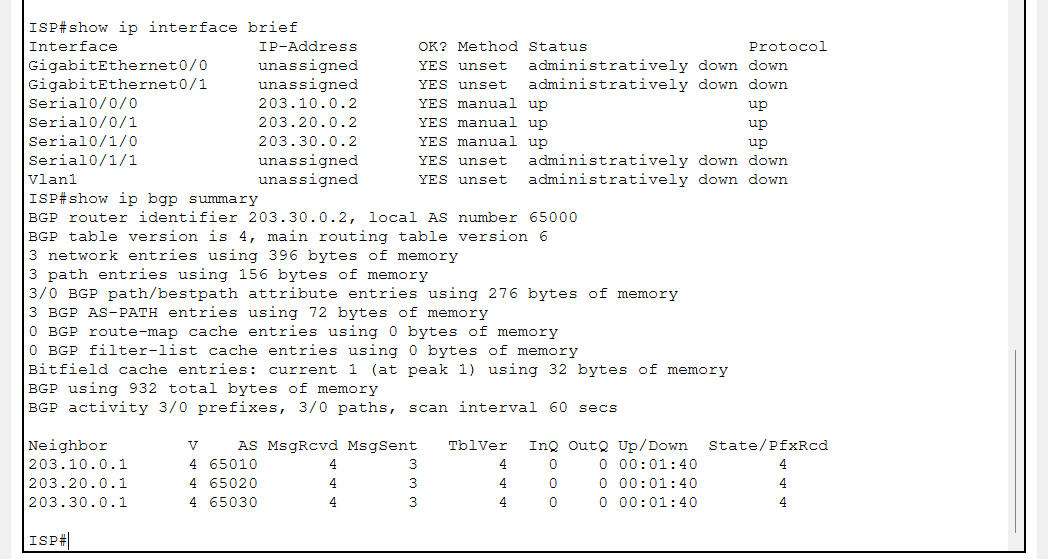 ISP#show ip interface brief
Interface IP-Address OK? Method Status Protocol
GigabitEthernet0/0 unassigned YES unset administratively down down
GigabitEthernet0/1 unassigned YES unset administratively down down
Serial0/0/0 203.10.0.2 YES manual up up
Serial0/0/1 203.20.0.2 YES manual up up
Serial0/1/0 203.30.0.2 YES manual up up
Serial0/1/1 unassigned YES unset administratively down down
Vlan1 unassigned YES unset administratively down down
ISP#show ip bgp summary
BGP router identifier 203.30.0.2, local AS number 65000
BGP table version is 4, main routing table version 6
3 network entries using 396 bytes of memory
3 path entries using 156 bytes of memory
3/0 BGP path/bestpath attribute entries using 276 bytes of memory
3 BGP AS-PATH entries using 72 bytes of memory
0 BGP route-map cache entries using 0 bytes of memory
0 BGP filter-list cache entries using 0 bytes of memory
Bitfield cache entries: current 1 (at peak 1) using 32 bytes of memory
BGP using 932 total bytes of memory
BGP activity 3/0 prefixes, 3/0 paths, scan interval 60 secs
Neighbor V AS MsgRcvd MsgSent TblVer InQ OutQ Up/Down State/PfxRcd
203.10.0.1 4 65010 4 3 4 0 0 00:01:40 4
203.20.0.1 4 65020 4 3 4 0 0 00:01:40 4
203.30.0.1 4 65030 4 3 4 0 0 00:01:40 4
ISP#